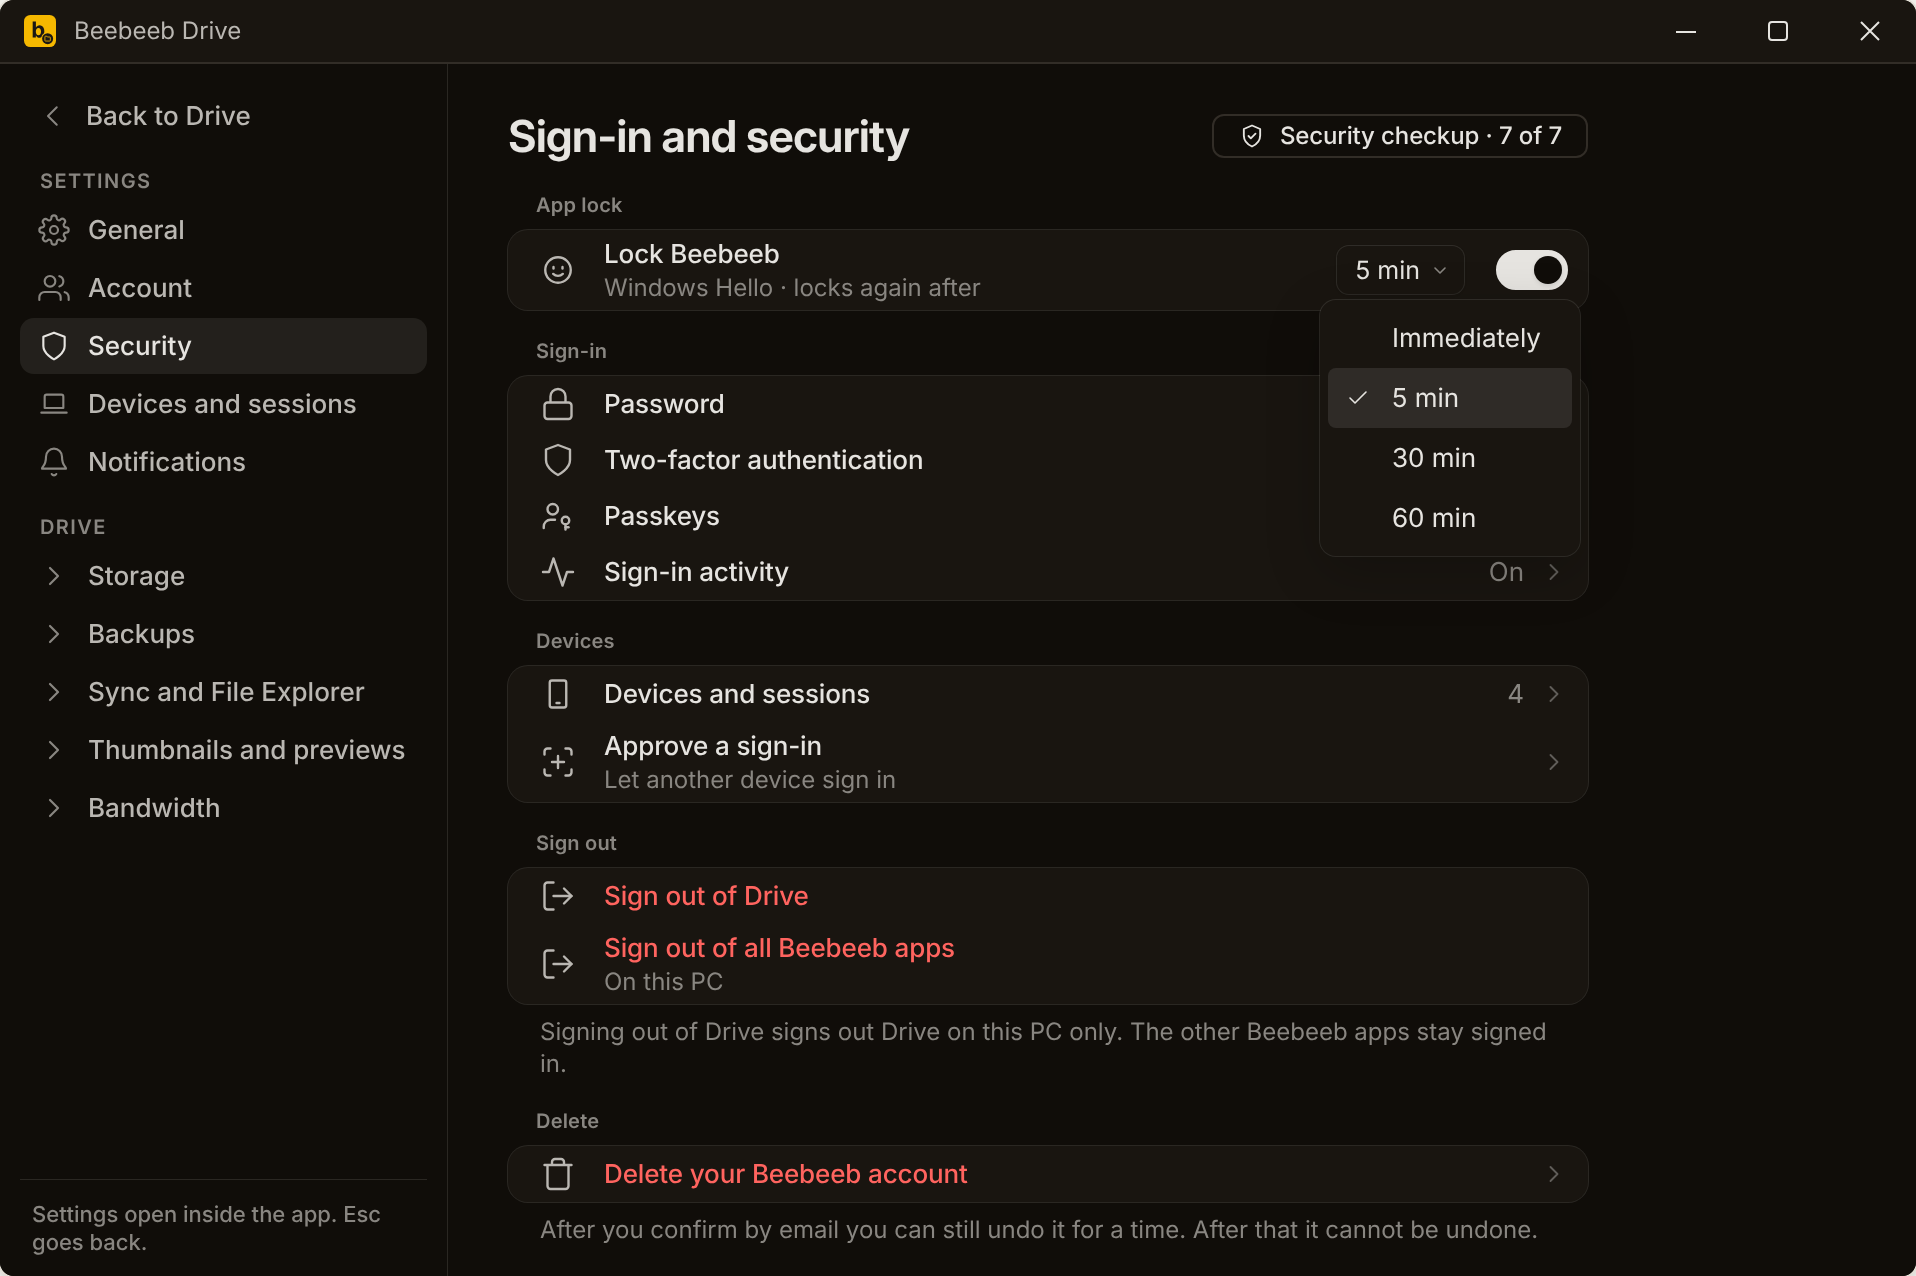 Beebeeb Drive
Back to Drive
SETTINGS
General
Account
Security
Devices and sessions
Notifications
DRIVE
Storage
Backups
Sync and File Explorer
Thumbnails and previews
Bandwidth
Settings open inside the app. Esc
goes back.
Sign-in and security
Security checkup · 7 of 7
App lock
Lock Beebeeb
Windows Hello · locks again after
5 min
Immediately
5 min
30 min
60 min
Sign-in
Password
Two-factor authentication
Passkeys
Sign-in activity
On
Devices
Devices and sessions
4
Approve a sign-in
Let another device sign in
Sign out
Sign out of Drive
Sign out of all Beebeeb apps
On this PC
Signing out of Drive signs out Drive on this PC only. The other Beebeeb apps stay signed
in.
Delete
Delete your Beebeeb account
After you confirm by email you can still undo it for a time. After that it cannot be undone.